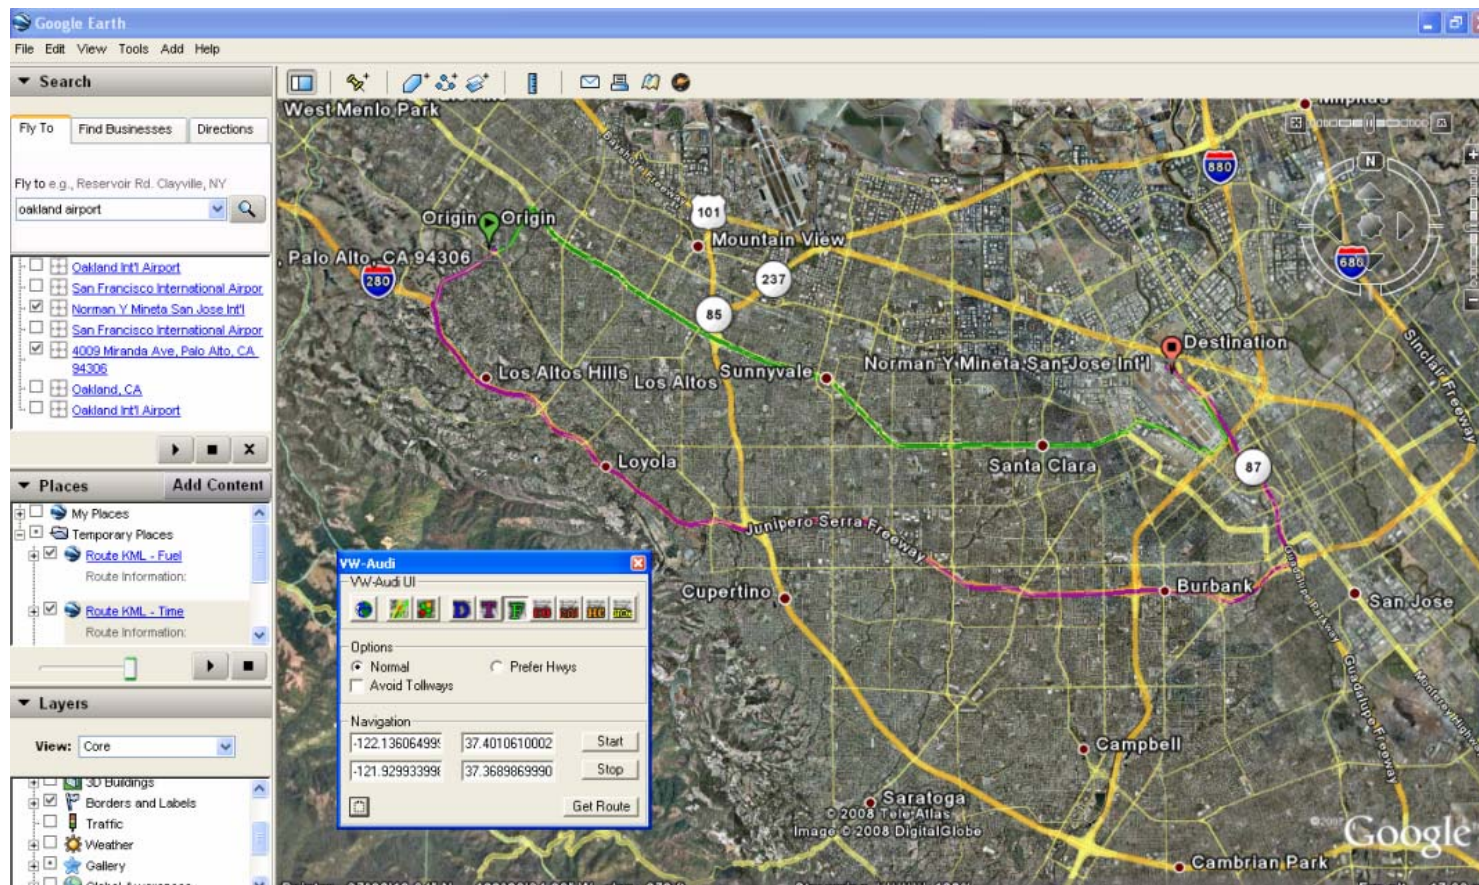 Google Earth
File Edit View Tools Add Help
Search
Fly To Find Businesses Directions
Fly to e.g., Reservoir Rd. Clayville, NY
oakland airport
Oakland Int'l Airport
San Francisco International Airpor
Norman Y Mineta San Jose Int'l
San Francisco International Airpor
4009 Miranda Ave, Palo Alto, CA
94306
Oakland, CA
Oakland Int'l Airport
Places Add Content
My Places
Temporary Places
Route KML - Fuel
Route Information:
Route KML - Time
Route Information:
Layers
View: Core
3D Buildings
Borders and Labels
Traffic
Weather
Gallery
West Menlo Park
Bayshore Freeway
880
N
101
Origin Origin
Mountain View
, Palo Alto, CA 94306
280
237
680
85
Destination
Norman Y Mineta San Jose Int'l
Sinclair Freeway
Los Altos Hills
Los Altos
Sunnyvale
Loyola
Santa Clara
87
Junipero Serra Freeway
Guadalupe Parkway
Cupertino
Burbank
San Jose
Guadalupe Freeway
Monterey Highway
Campbell
Saratoga
© 2008 Tele Atlas
Image © 2008 DigitalGlobe
©2007 Google
Cambrian Park
VW-Audi
VW-Audi UI
D T F
Options
Normal Prefer Hwys
Avoid Tollways
Navigation
-122.13606499 37.4010610002 Start
-121.92993399 37.3689869990 Stop
Get Route